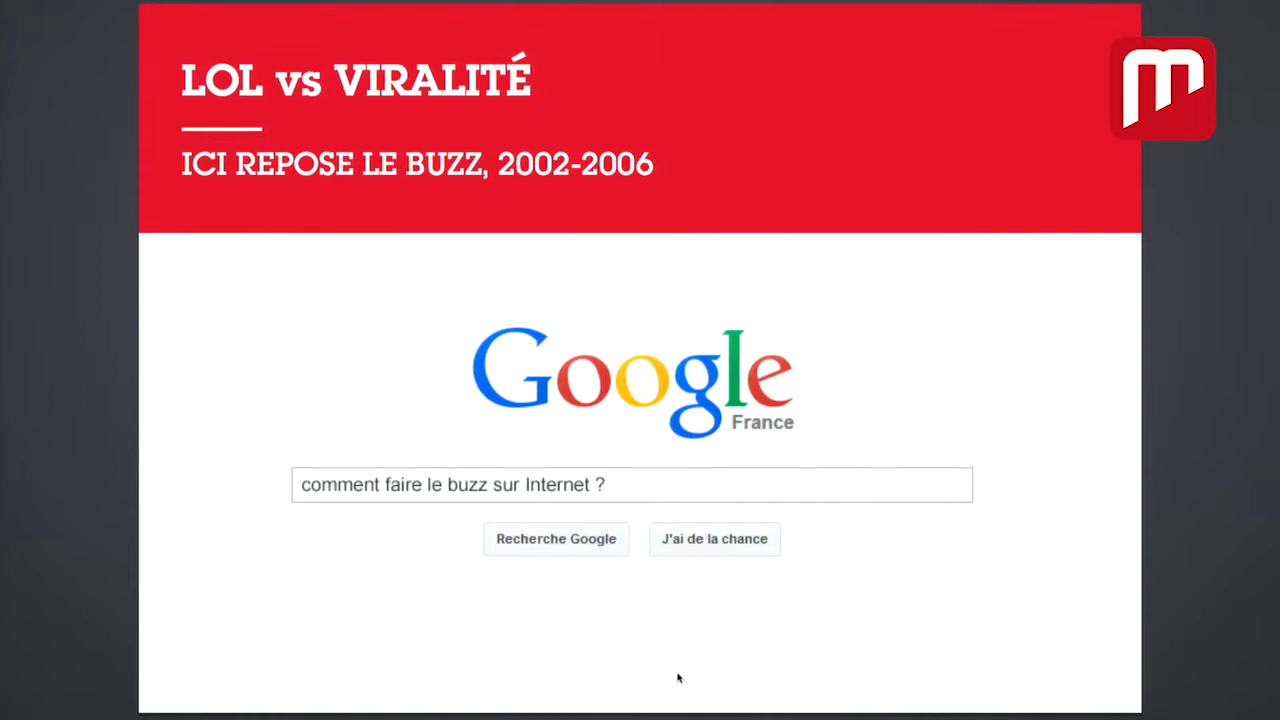 LOL vs VIRALITÉ
ICI REPOSE LE BUZZ, 2002-2006
m
Google
France
comment faire le buzz sur Internet ?
Recherche Google
J'ai de la chance